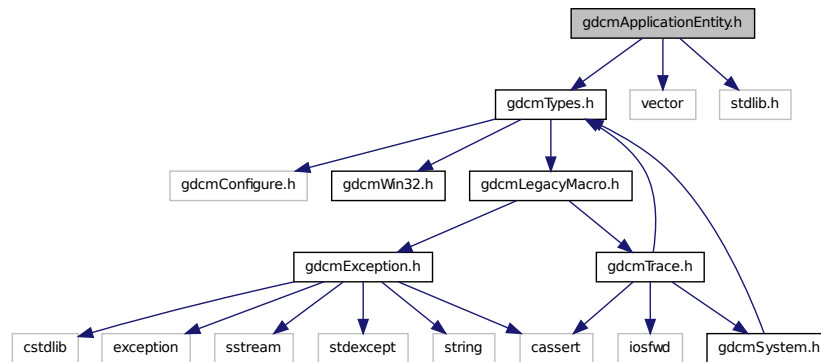 gdcmApplicationEntity.h
gdcmTypes.h
vector
stdlib.h
gdcmConfigure.h
gdcmWin32.h
gdcmLegacyMacro.h
gdcmException.h
gdcmTrace.h
cstdlib
exception
sstream
stdexcept
string
cassert
iosfwd
gdcmSystem.h